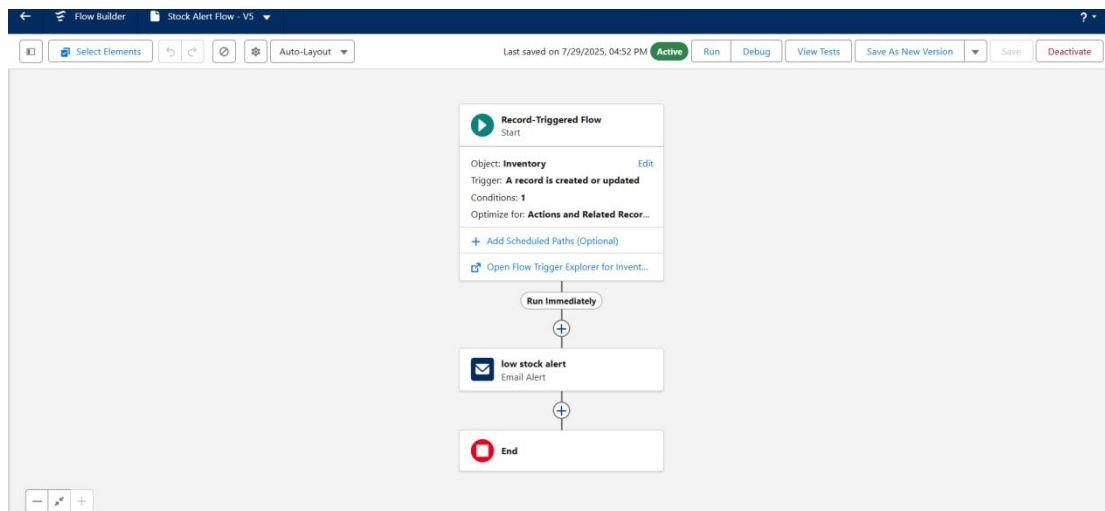 Flow Builder
Stock Alert Flow - V5
?
Select Elements
Auto-Layout
Last saved on 7/29/2025, 04:52 PM
Active
Run
Debug
View Tests
Save As New Version
Save
Deactivate
Record-Triggered Flow
Start
Object: Inventory
Edit
Trigger: A record is created or updated
Conditions: 1
Optimize for: Actions and Related Recor...
+ Add Scheduled Paths (Optional)
Open Flow Trigger Explorer for Invent...
Run Immediately
low stock alert
Email Alert
End